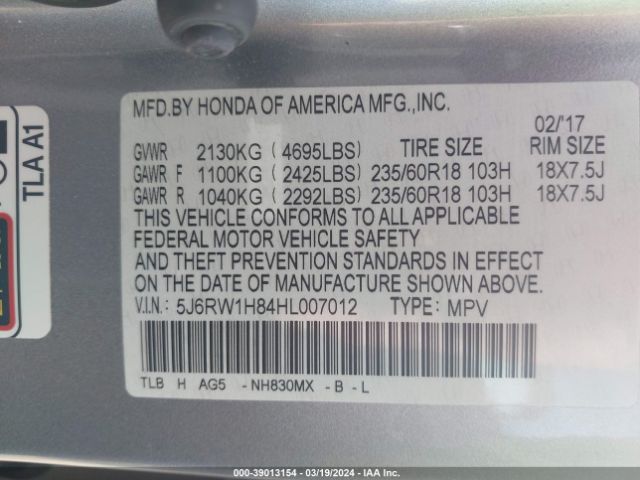 MFD.BY HONDA OF AMERICA MFG.,INC.
02/'17
GVWR 2130KG ( 4695LBS) TIRE SIZE RIM SIZE
GAWR F 1100KG ( 2425LBS) 235/60R18 103H 18X7.5J
GAWR R 1040KG ( 2292LBS) 235/60R18 103H 18X7.5J
THIS VEHICLE CONFORMS TO ALL APPLICABLE
FEDERAL MOTOR VEHICLE SAFETY
AND THEFT PREVENTION STANDARDS IN EFFECT
ON THE DATE OF MANUFACTURE SHOWN ABOVE.
V.I.N.: 5J6RW1H84HL007012 TYPE: MPV
TLB H AG5 -NH830MX - B - L
TLA A1
000-39013154 - 03/19/2024 - IAA Inc.